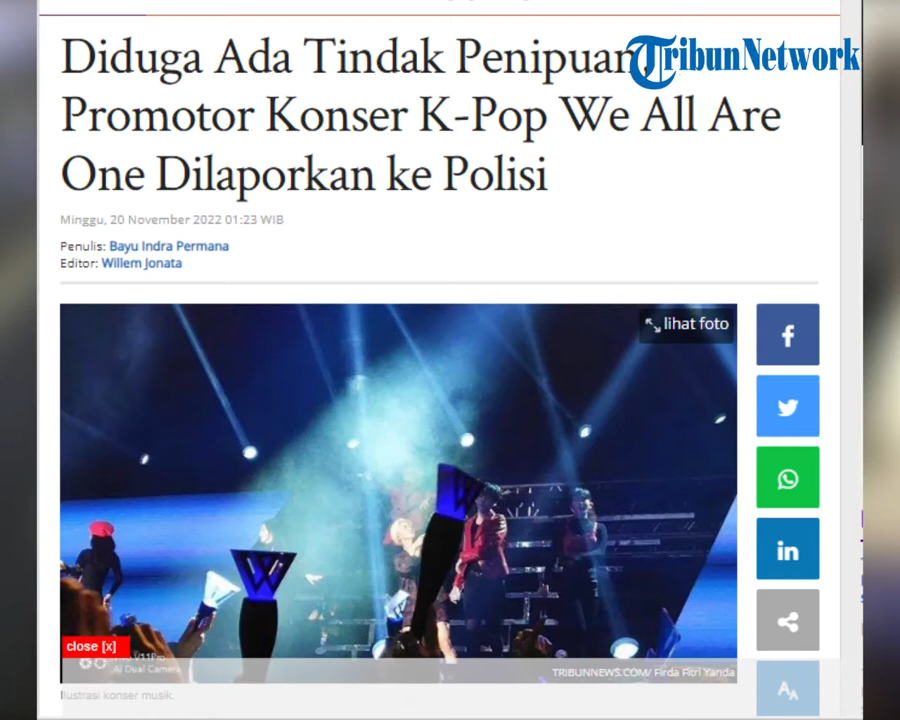 Diduga Ada Tindak Penipuan,
TribunNetwork
Promotor Konser K-Pop We All Are
One Dilaporkan ke Polisi
Minggu, 20 November 2022 01:23 WIB
Penulis: Bayu Indra Permana
Editor: Willem Jonata
lihat foto
close [x]
AI Dual Camera
TRIBUNNEWS.COM/ Firda Fitri Yanda
Ilustrasi konser musik.